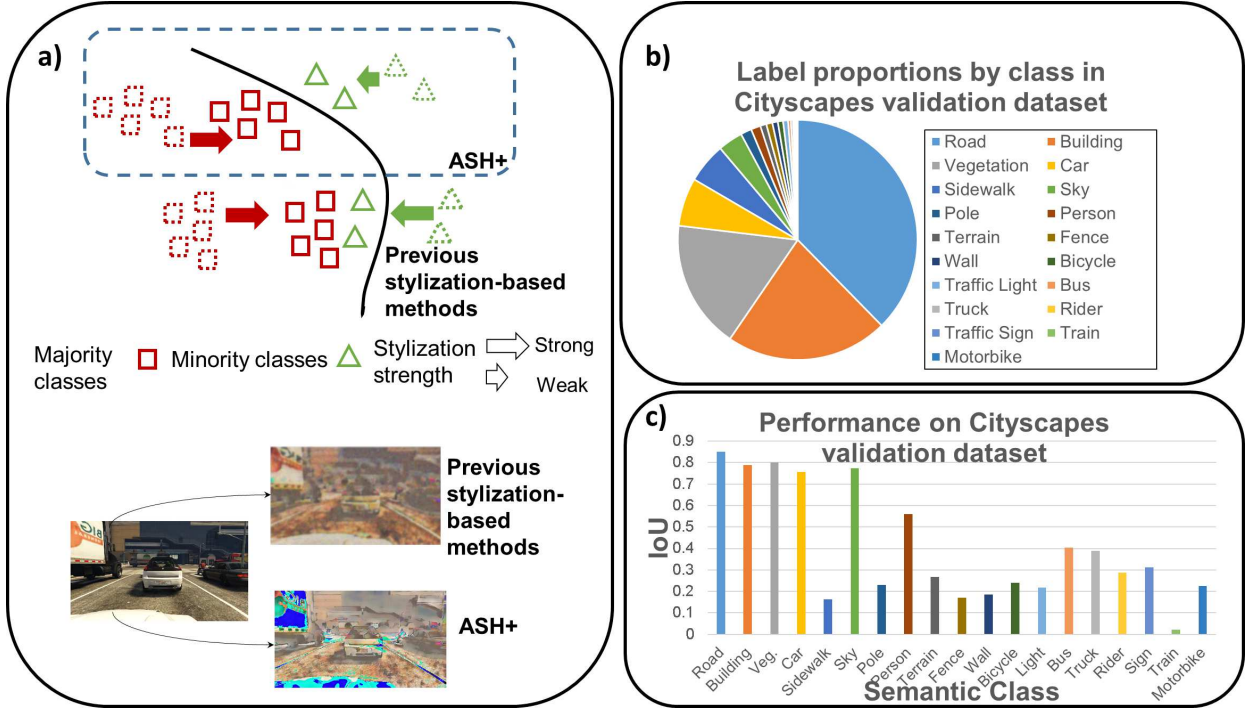 a)
ASH+
Previous
stylization-based
methods
Majority
classes
Minority classes
Stylization
strength
Strong
Weak
Previous
stylization-
based
methods
BIG
ASH+
b)
Label proportions by class in
Cityscapes validation dataset
Road
Building
Vegetation
Car
Sidewalk
Sky
Pole
Person
Terrain
Fence
Wall
Bicycle
Traffic Light
Bus
Truck
Rider
Traffic Sign
Train
Motorbike
c)
Performance on Cityscapes
validation dataset
IoU
0.9
0.8
0.7
0.6
0.5
0.4
0.3
0.2
0.1
0
Road
Building
Veg.
Car
Sidewalk
Sky
Pole
Person
Terrain
Fence
Wall
Bicycle
Light
Bus
Truck
Rider
Sign
Train
Motorbike
Semantic Class